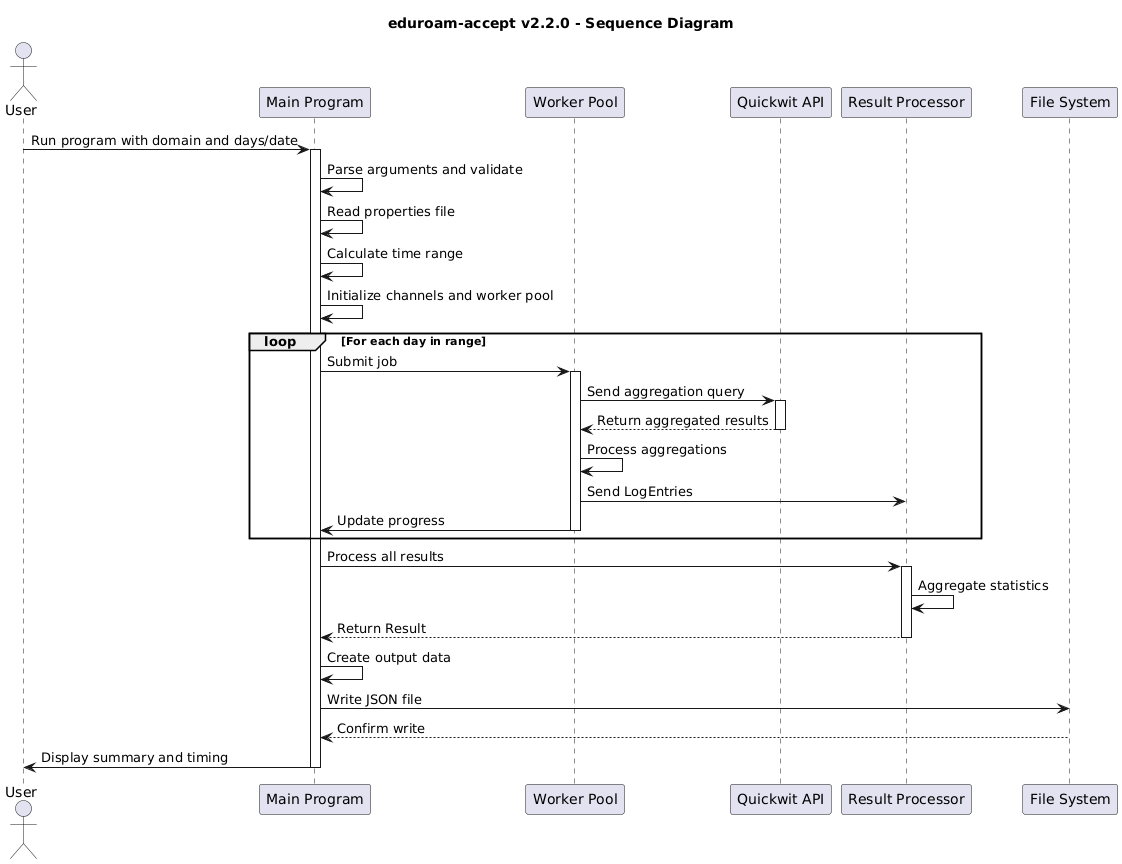 eduroam-accept v2.2.0 - Sequence Diagram
User
Main Program
Worker Pool
Quickwit API
Result Processor
File System
Run program with domain and days/date
Parse arguments and validate
Read properties file
Calculate time range
Initialize channels and worker pool
loop
[For each day in range]
Submit job
Send aggregation query
Return aggregated results
Process aggregations
Send LogEntries
Update progress
Process all results
Aggregate statistics
Return Result
Create output data
Write JSON file
Confirm write
Display summary and timing
User
Main Program
Worker Pool
Quickwit API
Result Processor
File System